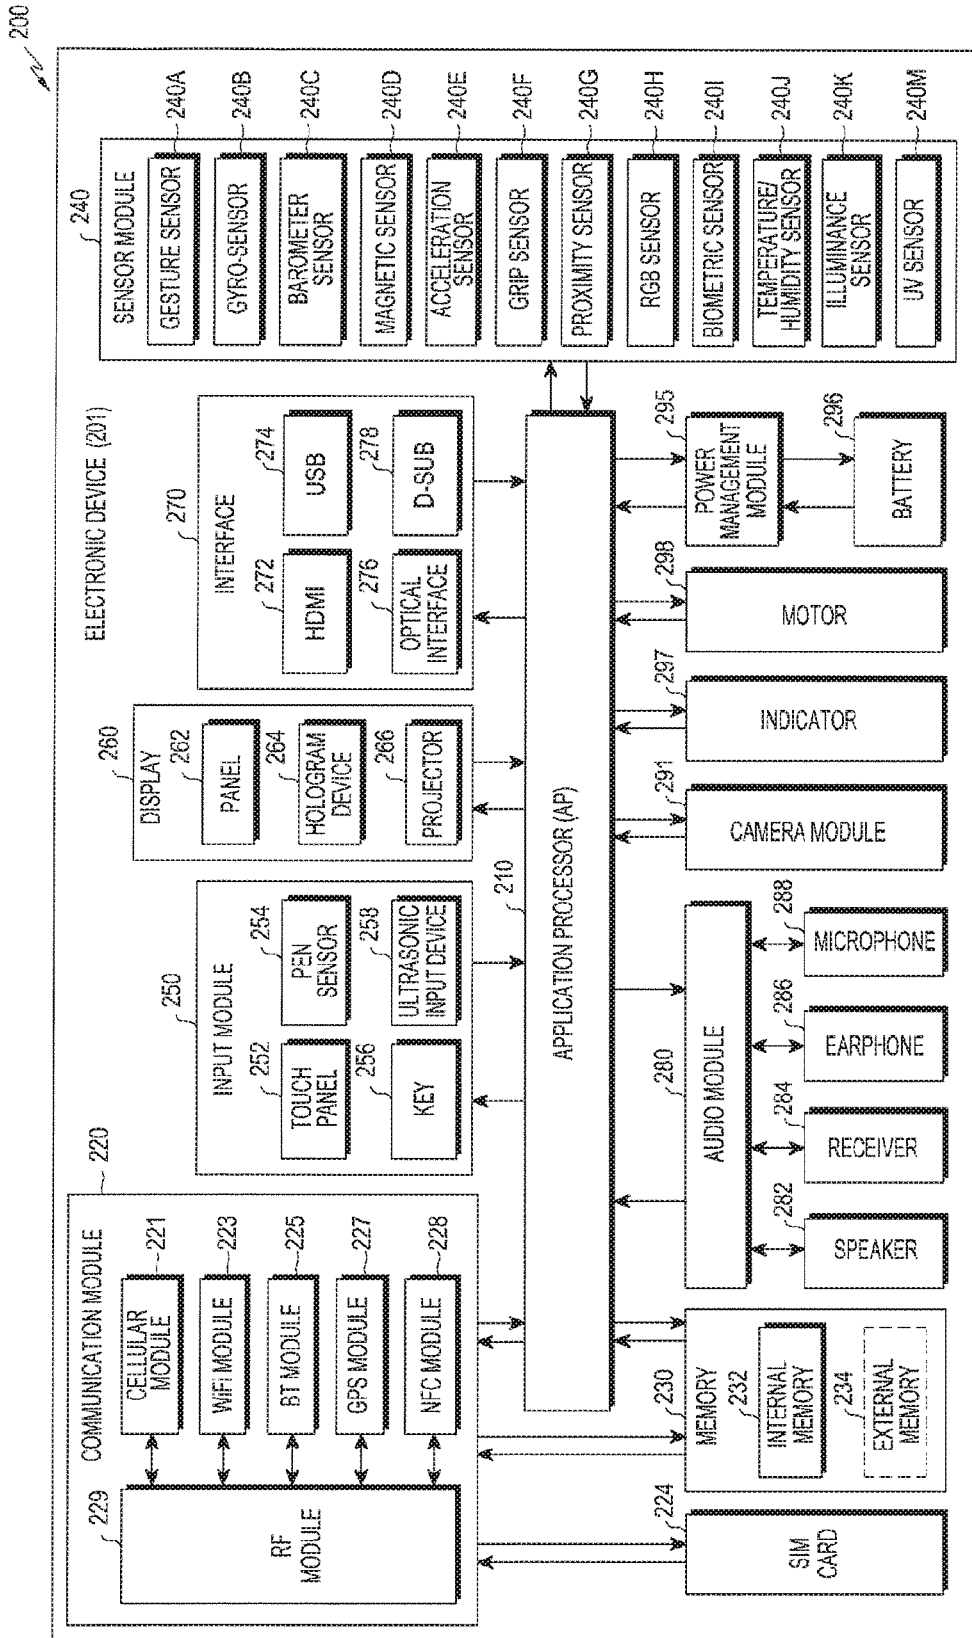 200
ELECTRONIC DEVICE (201)
COMMUNICATION MODULE
220
229
RF
MODULE
CELLULAR
MODULE
221
WiFi MODULE
223
BT MODULE
225
GPS MODULE
227
NFC MODULE
228
250
INPUT MODULE
252
TOUCH
PANEL
254
PEN
SENSOR
256
KEY
258
ULTRASONIC
INPUT DEVICE
260
DISPLAY
262
PANEL
264
HOLOGRAM
DEVICE
266
PROJECTOR
270
INTERFACE
272
HDMI
274
USB
276
OPTICAL
INTERFACE
278
D-SUB
240
SENSOR MODULE
GESTURE SENSOR
240A
GYRO-SENSOR
240B
BAROMETER
SENSOR
240C
MAGNETIC SENSOR
240D
ACCELERATION
SENSOR
240E
GRIP SENSOR
240F
PROXIMITY SENSOR
240G
RGB SENSOR
240H
BIOMETRIC SENSOR
240I
TEMPERATURE/
HUMIDITY SENSOR
240J
ILLUMINANCE
SENSOR
240K
UV SENSOR
240M
210
APPLICATION PROCESSOR (AP)
224
SIM
CARD
230
MEMORY
232
INTERNAL
MEMORY
234
EXTERNAL
MEMORY
280
AUDIO MODULE
282
SPEAKER
284
RECEIVER
286
EARPHONE
288
MICROPHONE
291
CAMERA MODULE
297
INDICATOR
298
MOTOR
295
POWER
MANAGEMENT
MODULE
296
BATTERY